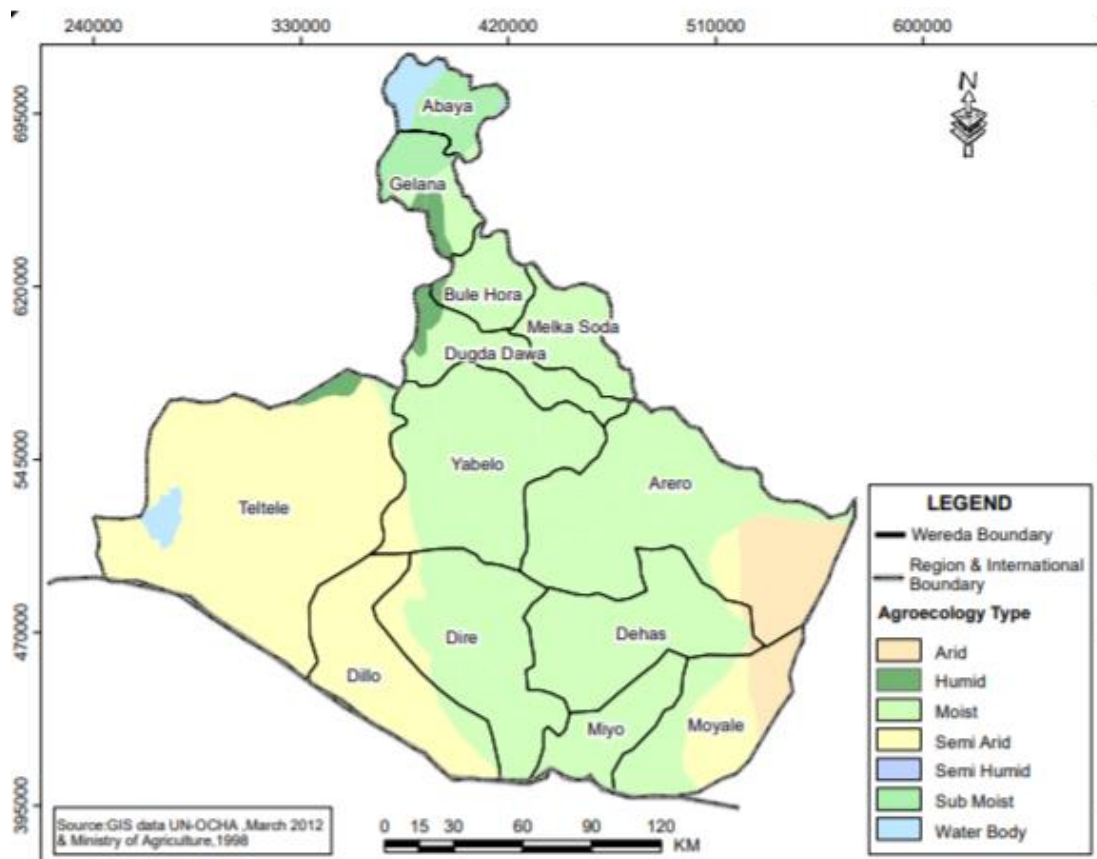 240000 330000 420000 510000 600000
N
695000
Abaya
Gelana
620000
Bule Hora
Melka Soda
Dugda Dawa
545000
Yabelo
Arero
Teltele
470000
Dire
Dehas
Dillo
Miyo
Moyale
395000
LEGEND
Wereda Boundary
Region & International
Boundary
Agroecology Type
Arid
Humid
Moist
Semi Arid
Semi Humid
Sub Moist
Water Body
Source:GIS data UN-OCHA ,March 2012
& Ministry of Agriculture,1998
0 15 30 60 90 120
KM